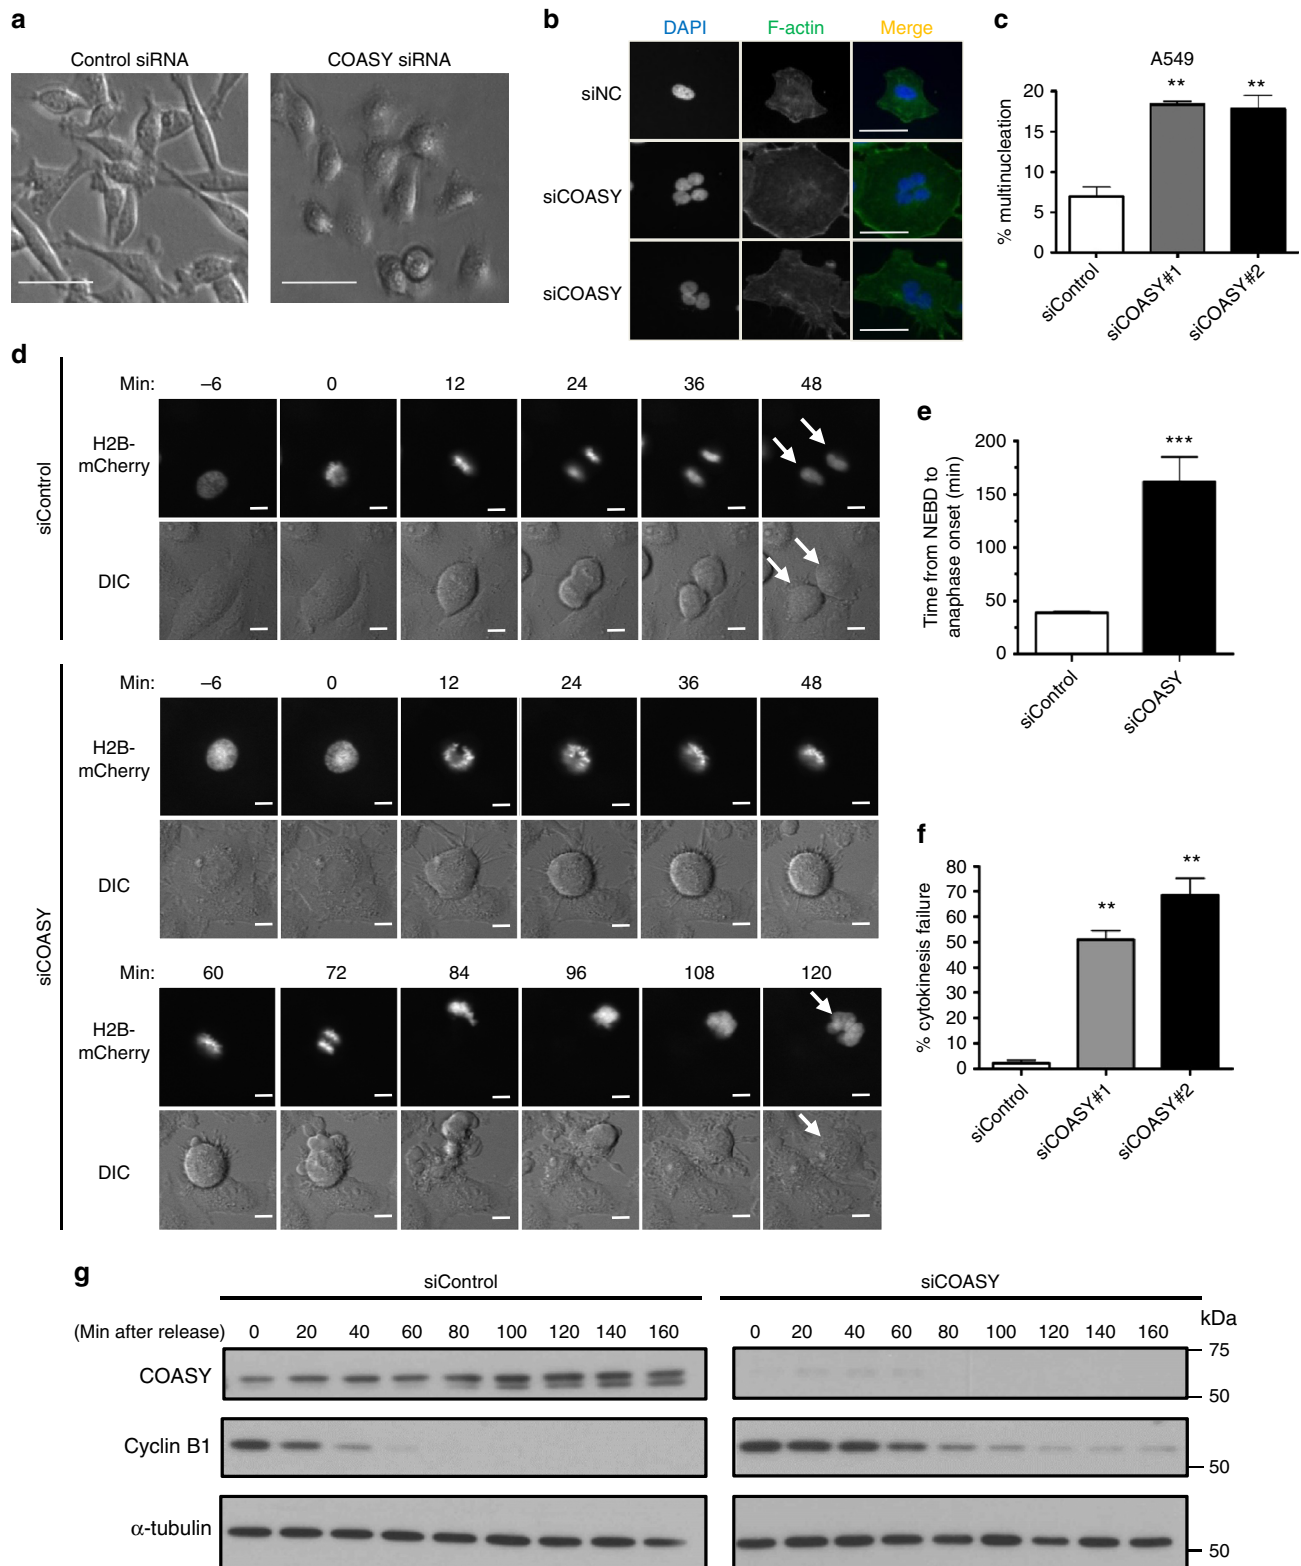 a
Control siRNA
COASY siRNA
b
DAPI
F-actin
Merge
siNC
siCOASY
siCOASY
c
A549
% multinucleation
20
15
10
5
0
**
**
siControl
siCOASY#1
siCOASY#2
d
siControl
Min: –6 0 12 24 36 48
H2B-
mCherry
DIC
siCOASY
Min: –6 0 12 24 36 48
H2B-
mCherry
DIC
Min: 60 72 84 96 108 120
H2B-
mCherry
DIC
e
Time from NEBD to
anaphase onset (min)
200
150
100
50
0
***
siControl
siCOASY
f
% cytokinesis failure
80
70
60
50
40
30
20
10
0
**
**
siControl
siCOASY#1
siCOASY#2
g
siControl
siCOASY
(Min after release) 0 20 40 60 80 100 120 140 160
0 20 40 60 80 100 120 140 160
kDa
COASY
75
50
Cyclin B1
50
α-tubulin
50